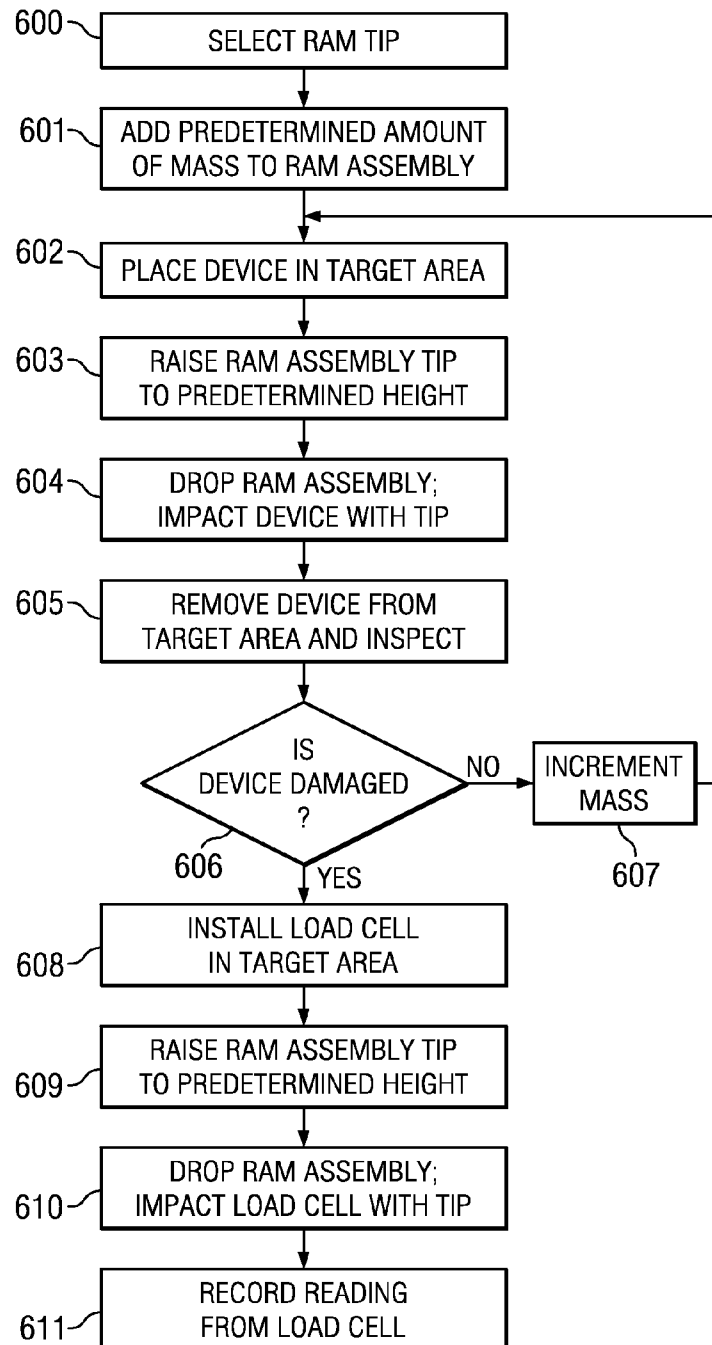 600
SELECT RAM TIP
601
ADD PREDETERMINED AMOUNT
OF MASS TO RAM ASSEMBLY
602
PLACE DEVICE IN TARGET AREA
603
RAISE RAM ASSEMBLY TIP
TO PREDETERMINED HEIGHT
604
DROP RAM ASSEMBLY;
IMPACT DEVICE WITH TIP
605
REMOVE DEVICE FROM
TARGET AREA AND INSPECT
IS
DEVICE DAMAGED
?
606
NO
INCREMENT
MASS
607
YES
608
INSTALL LOAD CELL
IN TARGET AREA
609
RAISE RAM ASSEMBLY TIP
TO PREDETERMINED HEIGHT
610
DROP RAM ASSEMBLY;
IMPACT LOAD CELL WITH TIP
611
RECORD READING
FROM LOAD CELL